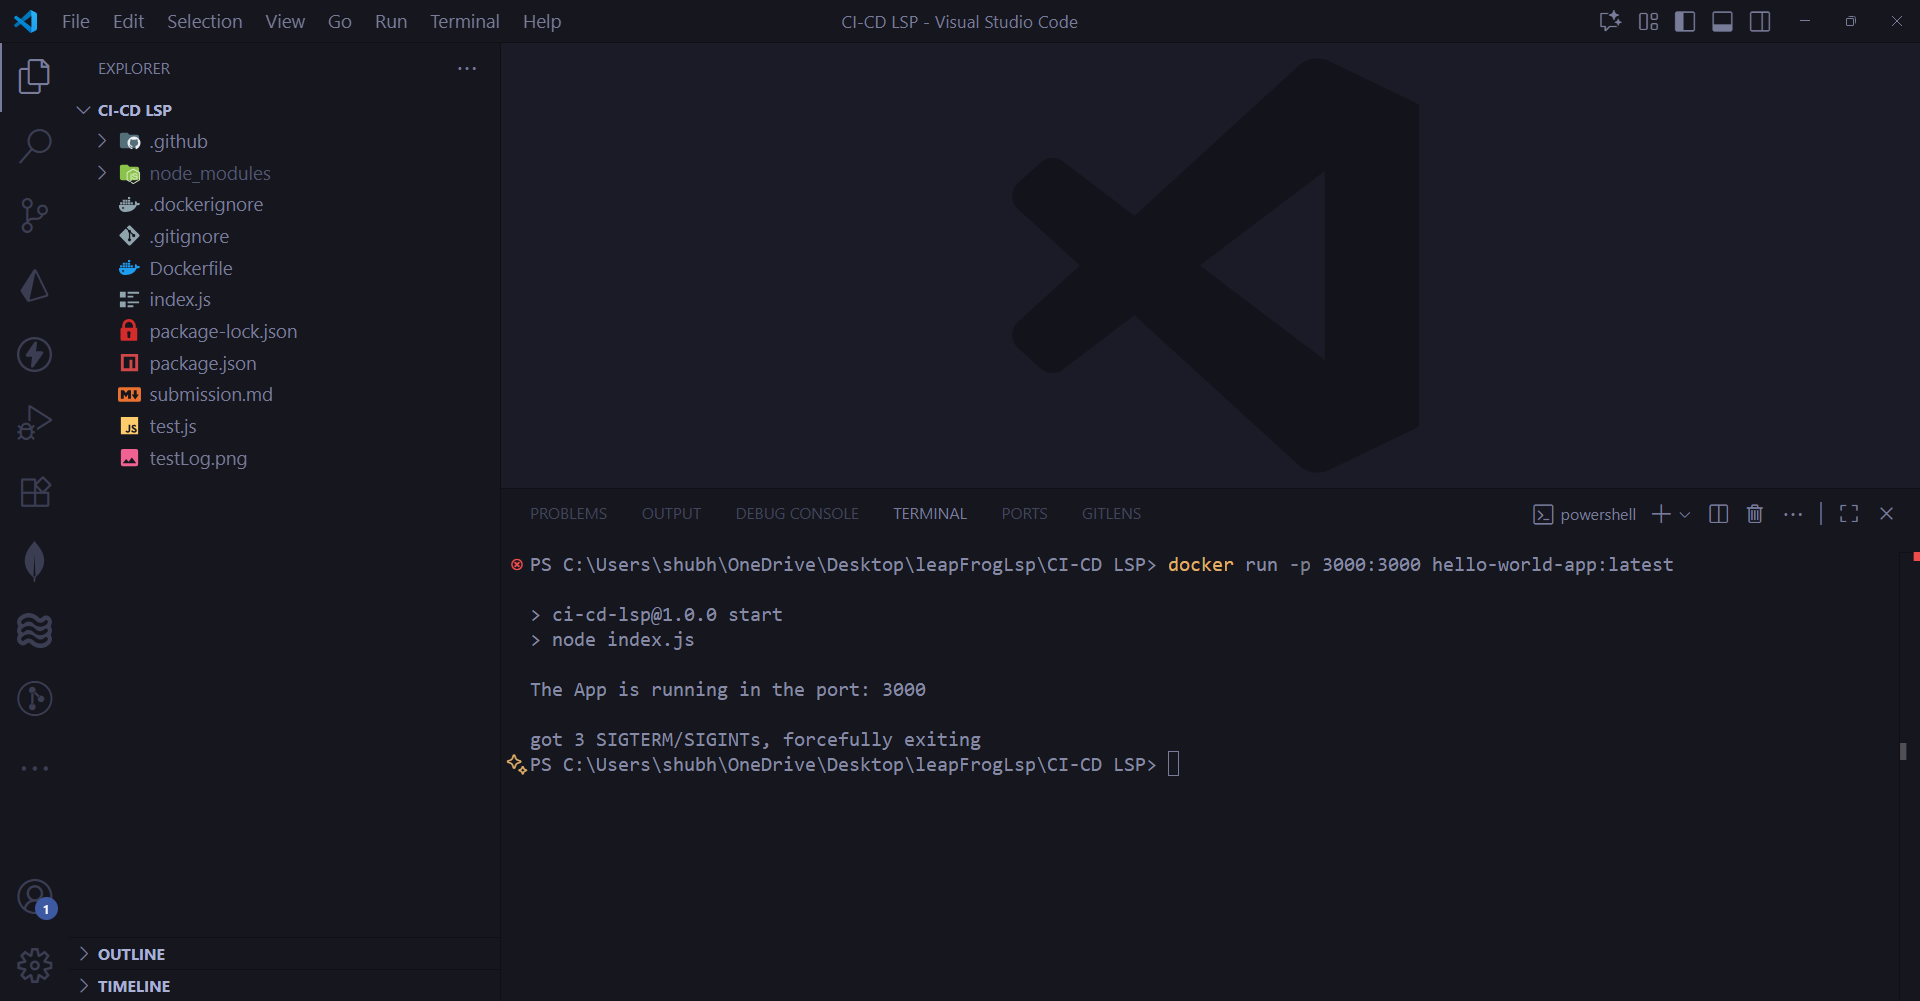 File Edit Selection View Go Run Terminal Help
CI-CD LSP - Visual Studio Code
EXPLORER
CI-CD LSP
.github
node_modules
.dockerignore
.gitignore
Dockerfile
index.js
package-lock.json
package.json
submission.md
test.js
testLog.png
OUTLINE
TIMELINE
1
PROBLEMS OUTPUT DEBUG CONSOLE TERMINAL PORTS GITLENS
powershell
PS C:\Users\shubh\OneDrive\Desktop\leapFrogLsp\CI-CD LSP> docker run -p 3000:3000 hello-world-app:latest
> ci-cd-lsp@1.0.0 start
> node index.js
The App is running in the port: 3000
got 3 SIGTERM/SIGINTs, forcefully exiting
PS C:\Users\shubh\OneDrive\Desktop\leapFrogLsp\CI-CD LSP>